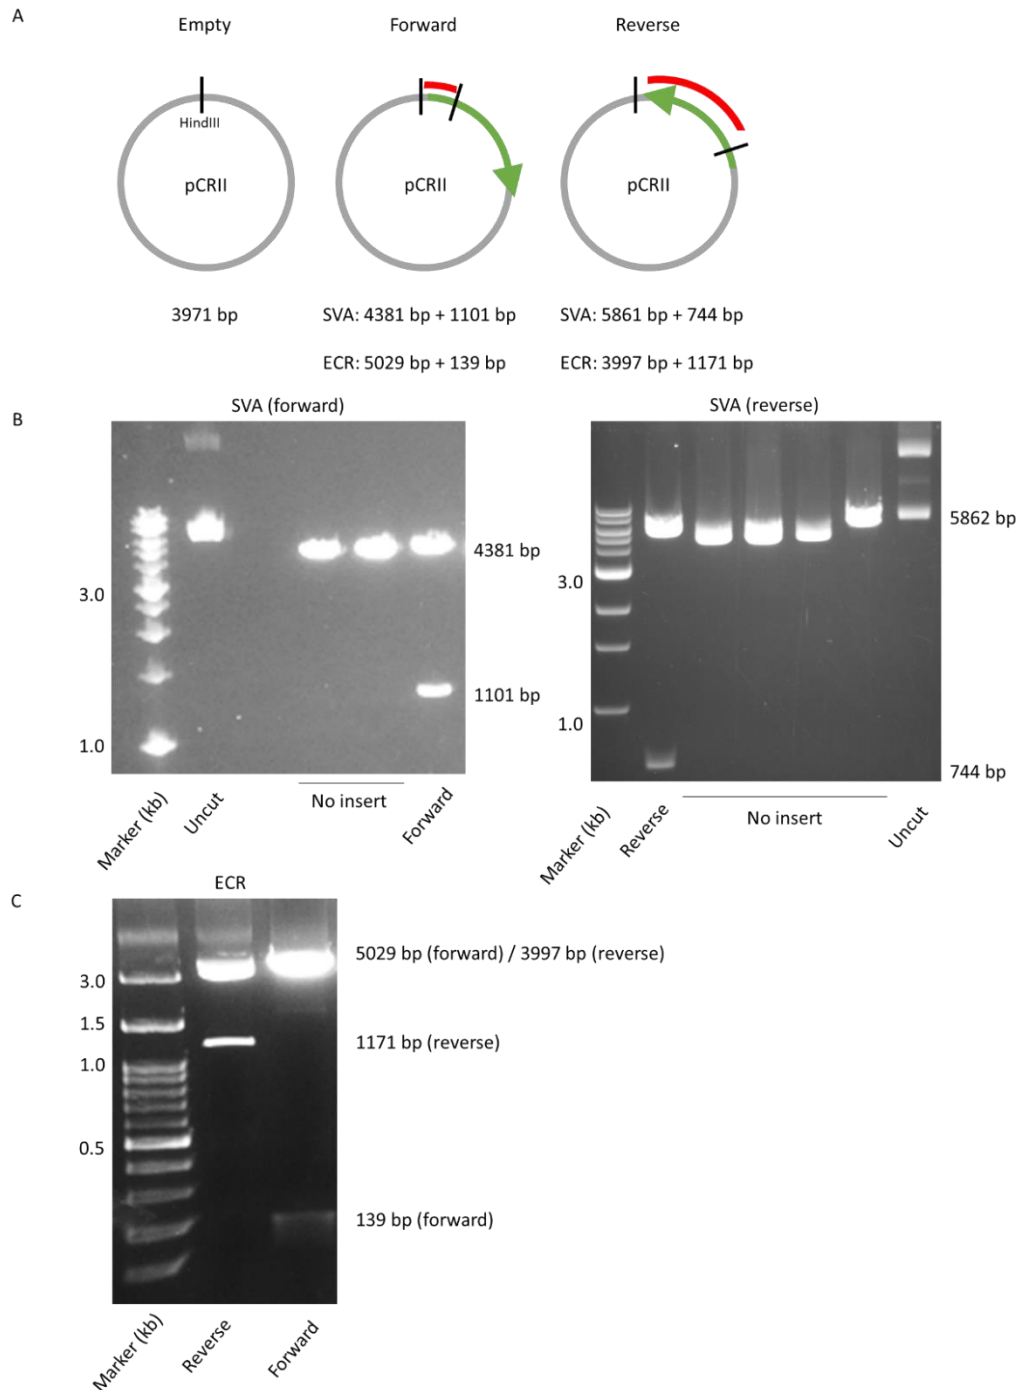 A
Empty
Forward
Reverse
HindIII
pCRII
pCRII
pCRII
3971 bp
SVA: 4381 bp + 1101 bp
SVA: 5861 bp + 744 bp
ECR: 5029 bp + 139 bp
ECR: 3997 bp + 1171 bp
B
SVA (forward)
3.0
1.0
4381 bp
1101 bp
Marker (kb)
Uncut
No insert
Forward
SVA (reverse)
3.0
1.0
5862 bp
744 bp
Marker (kb)
Reverse
No insert
Uncut
C
ECR
3.0
1.5
1.0
0.5
5029 bp (forward) / 3997 bp (reverse)
1171 bp (reverse)
139 bp (forward)
Marker (kb)
Reverse
Forward